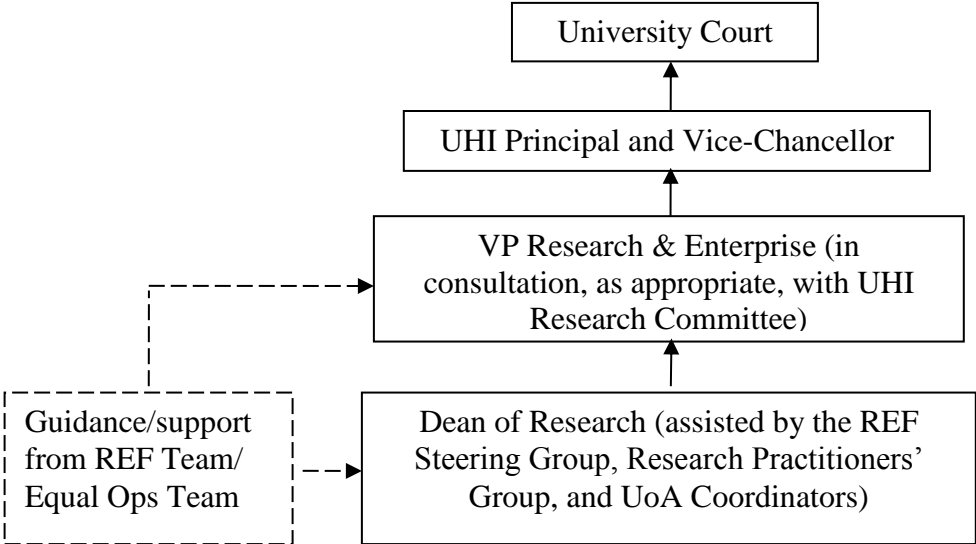 University Court
UHI Principal and Vice-Chancellor
VP Research & Enterprise (in
consultation, as appropriate, with UHI
Research Committee)
Guidance/support
from REF Team/
Equal Ops Team
Dean of Research (assisted by the REF
Steering Group, Research Practitioners’
Group, and UoA Coordinators)